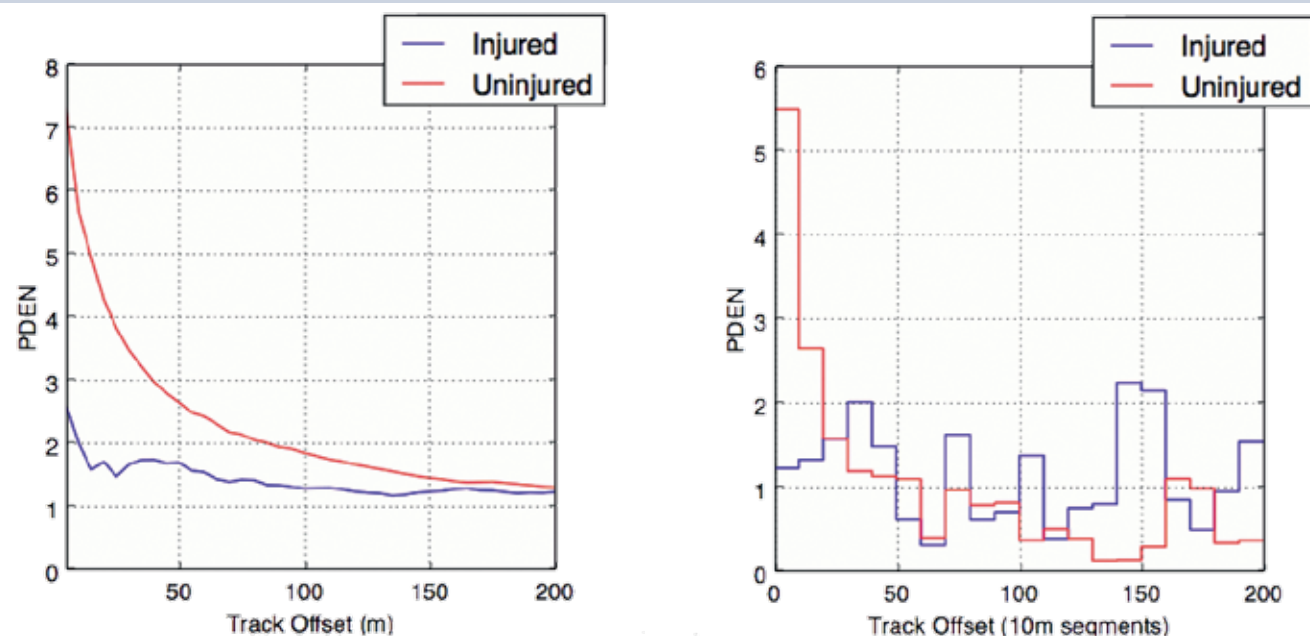 Injured
Uninjured
8
7
6
5
4
3
2
1
0
PDEN
50 100 150 200
Track Offset (m)
Injured
Uninjured
6
5
4
3
2
1
0
PDEN
0 50 100 150 200
Track Offset (10m segments)